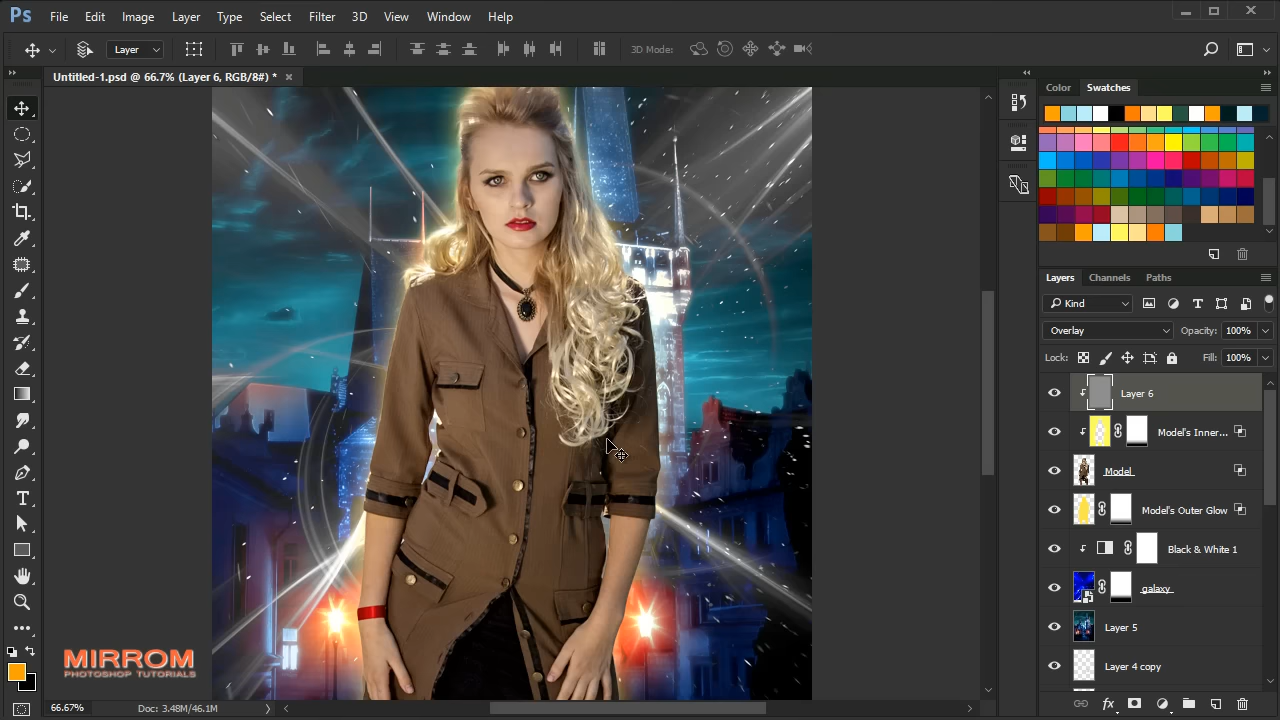 Ps File Edit Image Layer Type Select Filter 3D View Window Help
Layer 3D Mode:
Untitled-1.psd @ 66.7% (Layer 6, RGB/8#) * ×
Color Swatches
Layers Channels Paths
Kind
Overlay Opacity: 100%
Lock: Fill: 100%
Layer 6
Model's Inner...
Model
Model's Outer Glow
Black & White 1
galaxy
Layer 5
Layer 4 copy
MIRROM
PHOTOSHOP TUTORIALS
66.67% Doc: 3.48M/46.1M
fx